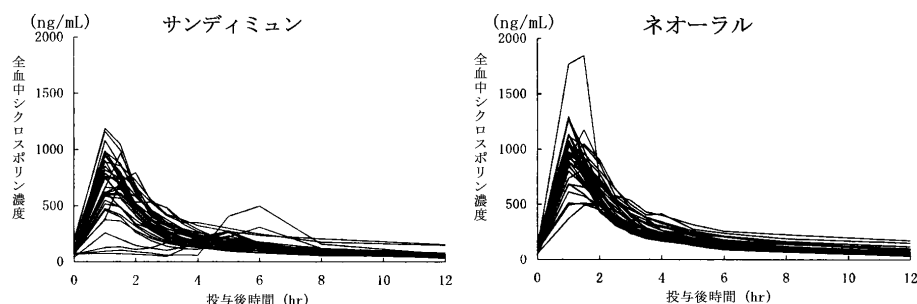 (ng/mL) サンディミュン
2000
1500
1000
500
0
全血中シクロスポリン濃度
0 2 4 6 8 10 12
投与後時間 (hr)
(ng/mL) ネオーラル
2000
1500
1000
500
0
全血中シクロスポリン濃度
0 2 4 6 8 10 12
投与後時間 (hr)